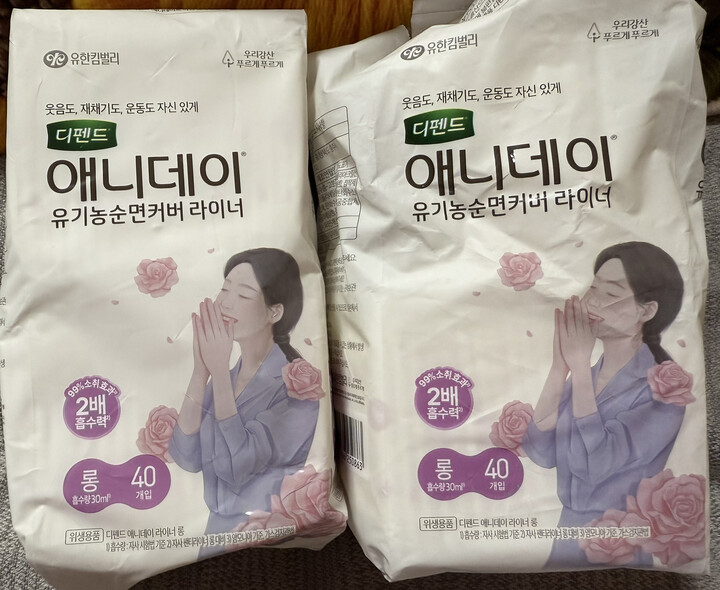 유한킴벌리
우리강산
푸르게 푸르게
웃음도, 재채기도, 운동도 자신 있게
디펜드®
애니데이®
유기농순면커버 라이너
99% 소취 효과³⁾
2배
흡수력²⁾
롱
흡수량 30ml¹⁾
40
개입
위생용품 디펜드 애니데이 라이너 롱
유한킴벌리
우리강산
푸르게 푸르게
웃음도, 재채기도, 운동도 자신 있게
디펜드®
애니데이®
유기농순면커버 라이너
99% 소취 효과³⁾
2배
흡수력²⁾
롱
흡수량 30ml¹⁾
40
개입
위생용품 디펜드 애니데이 라이너 롱